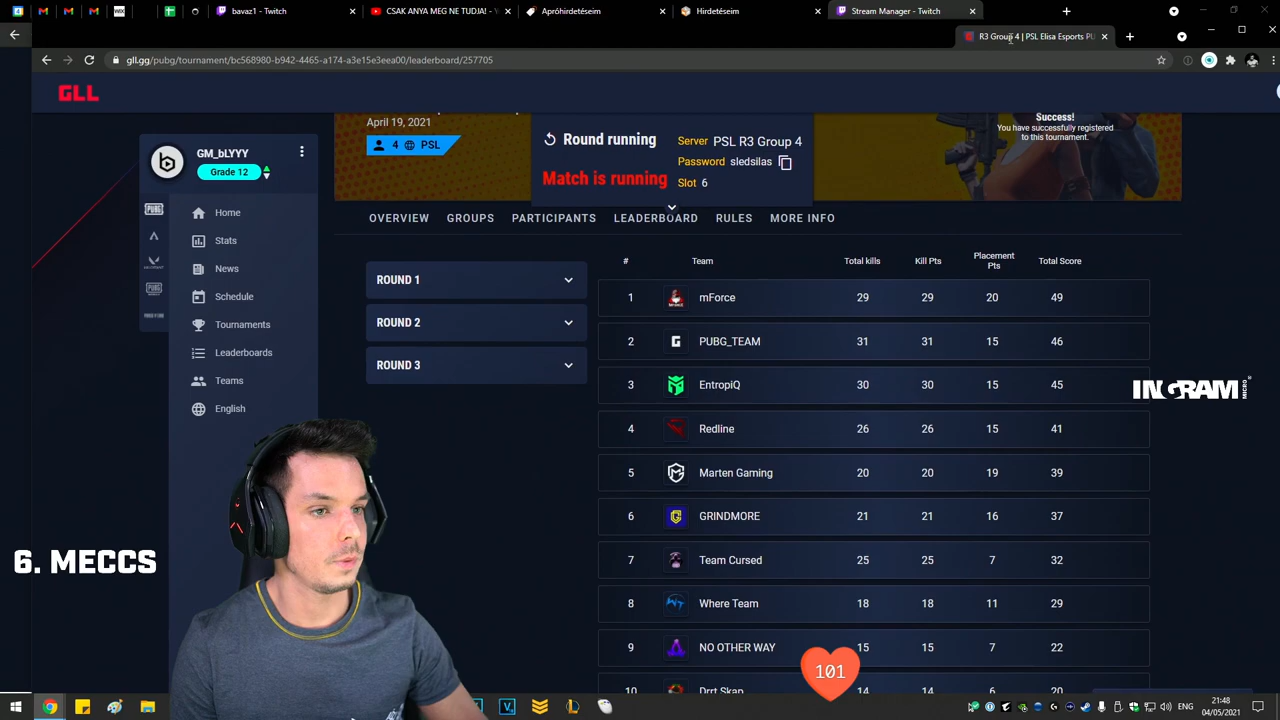 bavaz1 - Twitch
CSAK ANYA MEG NE TUDJA! - V
Apróhirdetéseim
Hirdetéseim
Stream Manager - Twitch
WIX
R3 Group 4 | PSL Elisa Esports PU
gll.gg/pubg/tournament/bc568980-b942-4465-a174-a3e15e3eea00/leaderboard/257705
GLL
April 19, 2021
4 PSL
Round running
Match is running
Server PSL R3 Group 4
Password sledsilas
Slot 6
Success!
You have successfully registered
to this tournament.
GM_bLYYY
Grade 12
PUBG
Home
Stats
News
Schedule
Tournaments
Leaderboards
Teams
English
OVERVIEW GROUPS PARTICIPANTS LEADERBOARD RULES MORE INFO
ROUND 1
ROUND 2
ROUND 3
# Team Total kills Kill Pts Placement Pts Total Score
1 mForce 29 29 20 49
2 PUBG_TEAM 31 31 15 46
3 EntropiQ 30 30 15 45
4 Redline 26 26 15 41
5 Marten Gaming 20 20 19 39
6 GRINDMORE 21 21 16 37
7 Team Cursed 25 25 7 32
8 Where Team 18 18 11 29
9 NO OTHER WAY 15 15 7 22
10 Drrt Skap 14 14 6 20
INGRAM MICRO
6. MECCS
101
ENG
21:48
04/05/2021